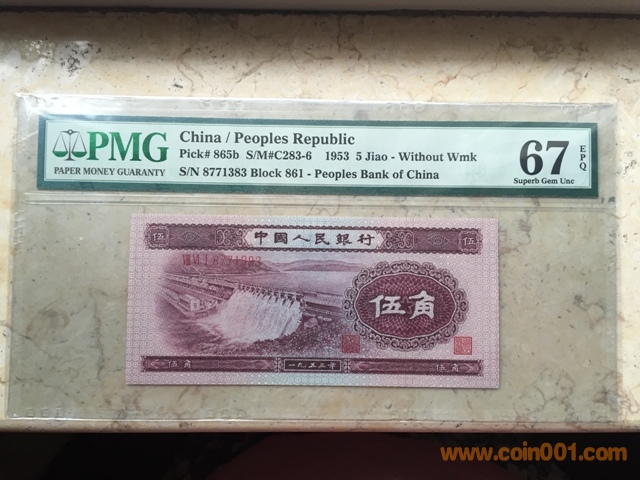 PMG
PAPER MONEY GUARANTY
China / Peoples Republic
Pick# 865b S/M#C283-6 1953 5 Jiao - Without Wmk
S/N 8771383 Block 861 - Peoples Bank of China
67
EPQ
Superb Gem Unc
伍
中國人民銀行
伍
伍角
伍角
一九五三年
伍角
www.coin001.com